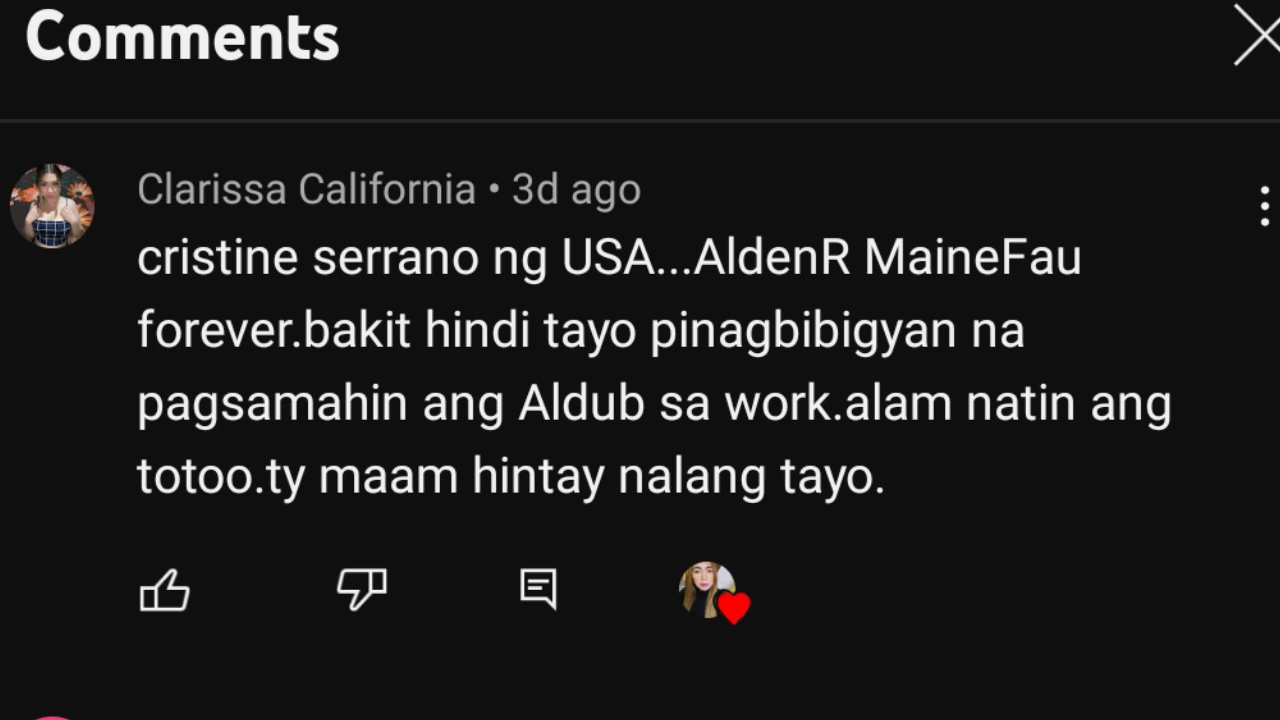 Comments
Clarissa California • 3d ago
cristine serrano ng USA...AldenR MaineFau
forever.bakit hindi tayo pinagbibigyan na
pagsamahin ang Aldub sa work.alam natin ang
totoo.ty maam hintay nalang tayo.